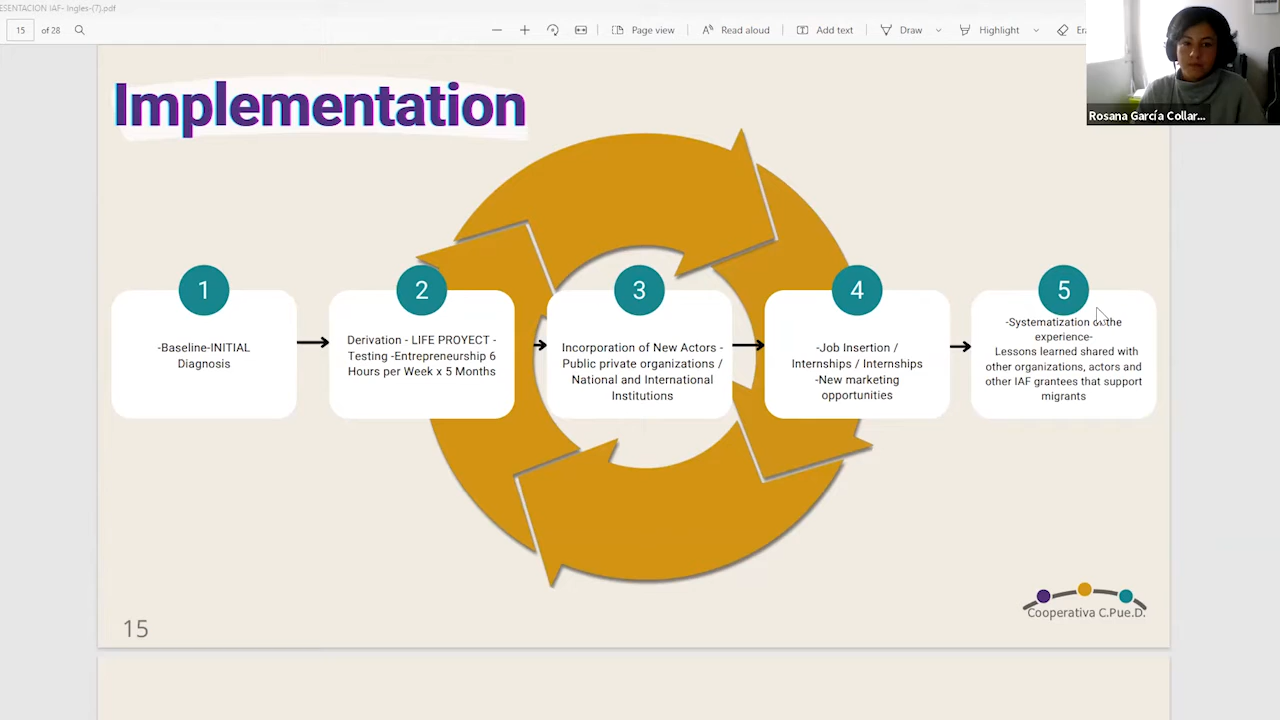 ESENTACION IAF- Ingles-(7).pdf
15 of 28
Page view
Read aloud
Add text
Draw
Highlight
Rosana García Collar...
Implementation
1
-Baseline-INITIAL
Diagnosis
2
Derivation - LIFE PROYECT -
Testing -Entrepreneurship 6
Hours per Week x 5 Months
3
Incorporation of New Actors -
Public private organizations /
National and International
Institutions
4
-Job Insertion /
Internships / Internships
-New marketing
opportunities
5
-Systematization of the
experience-
Lessons learned shared with
other organizations, actors and
other IAF grantees that support
migrants
Cooperativa C.Pue.D.
15